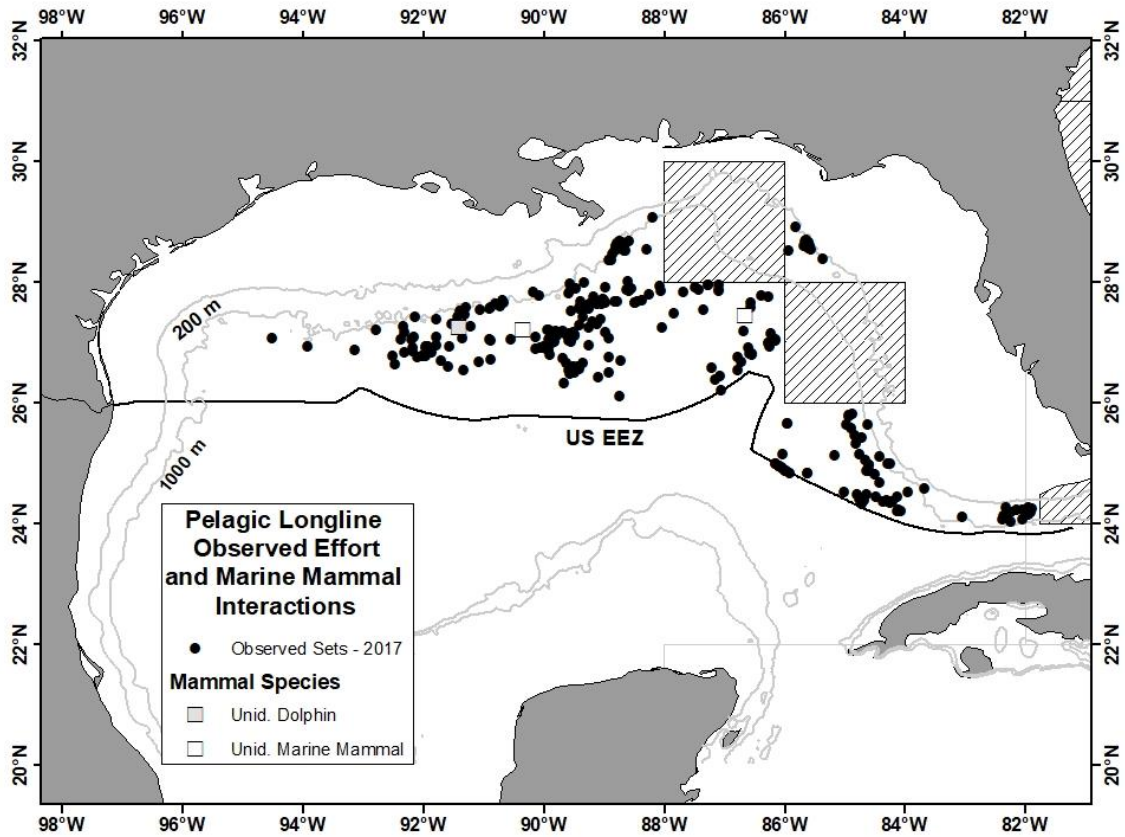 98°W 96°W 94°W 92°W 90°W 88°W 86°W 84°W 82°W
32°N 32°N
30°N 30°N
28°N 28°N
200 m
26°N 26°N
US EEZ
1000 m
24°N 24°N
Pelagic Longline
Observed Effort
and Marine Mammal
Interactions
Observed Sets - 2017
22°N 22°N
Mammal Species
Unid. Dolphin
Unid. Marine Mammal
20°N 20°N
98°W 96°W 94°W 92°W 90°W 88°W 86°W 84°W 82°W